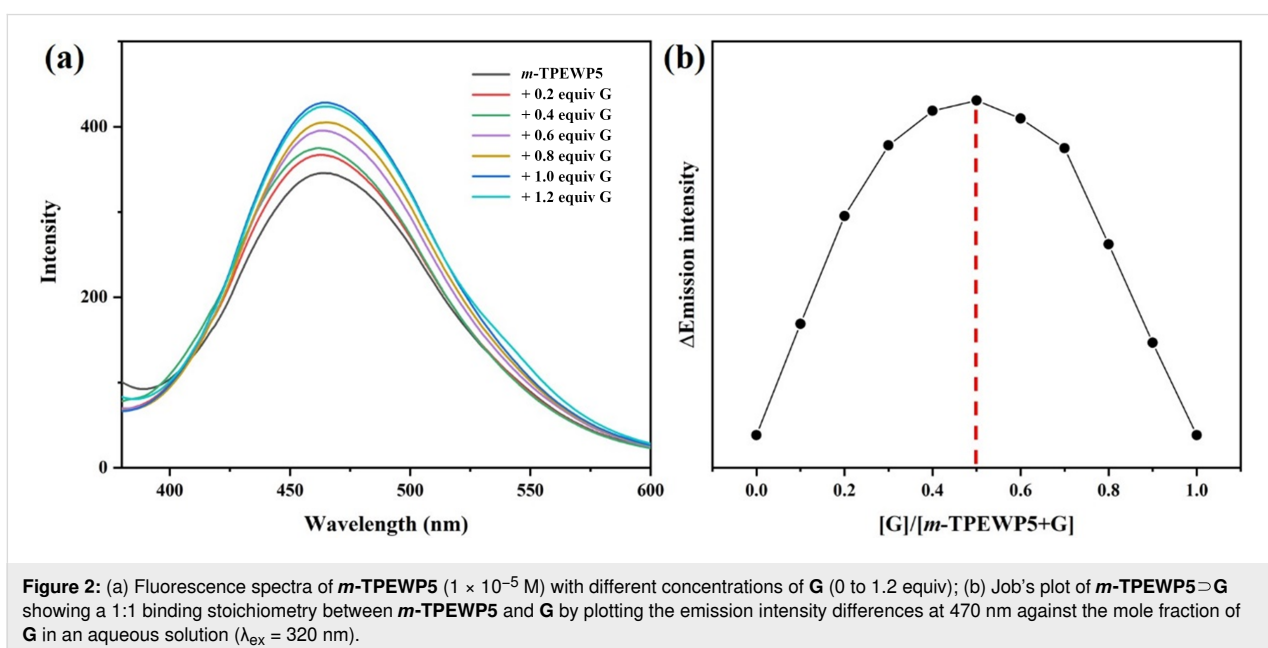 (a)
m-TPEWP5
+ 0.2 equiv G
+ 0.4 equiv G
+ 0.6 equiv G
+ 0.8 equiv G
+ 1.0 equiv G
+ 1.2 equiv G
Intensity
400
200
0
400 450 500 550 600
Wavelength (nm)
(b)
ΔEmission intensity
0.0 0.2 0.4 0.6 0.8 1.0
[G]/[m-TPEWP5+G]
Figure 2: (a) Fluorescence spectra of m-TPEWP5 (1 × 10⁻⁵ M) with different concentrations of G (0 to 1.2 equiv); (b) Job's plot of m-TPEWP5⊃G
showing a 1:1 binding stoichiometry between m-TPEWP5 and G by plotting the emission intensity differences at 470 nm against the mole fraction of
G in an aqueous solution (λex = 320 nm).